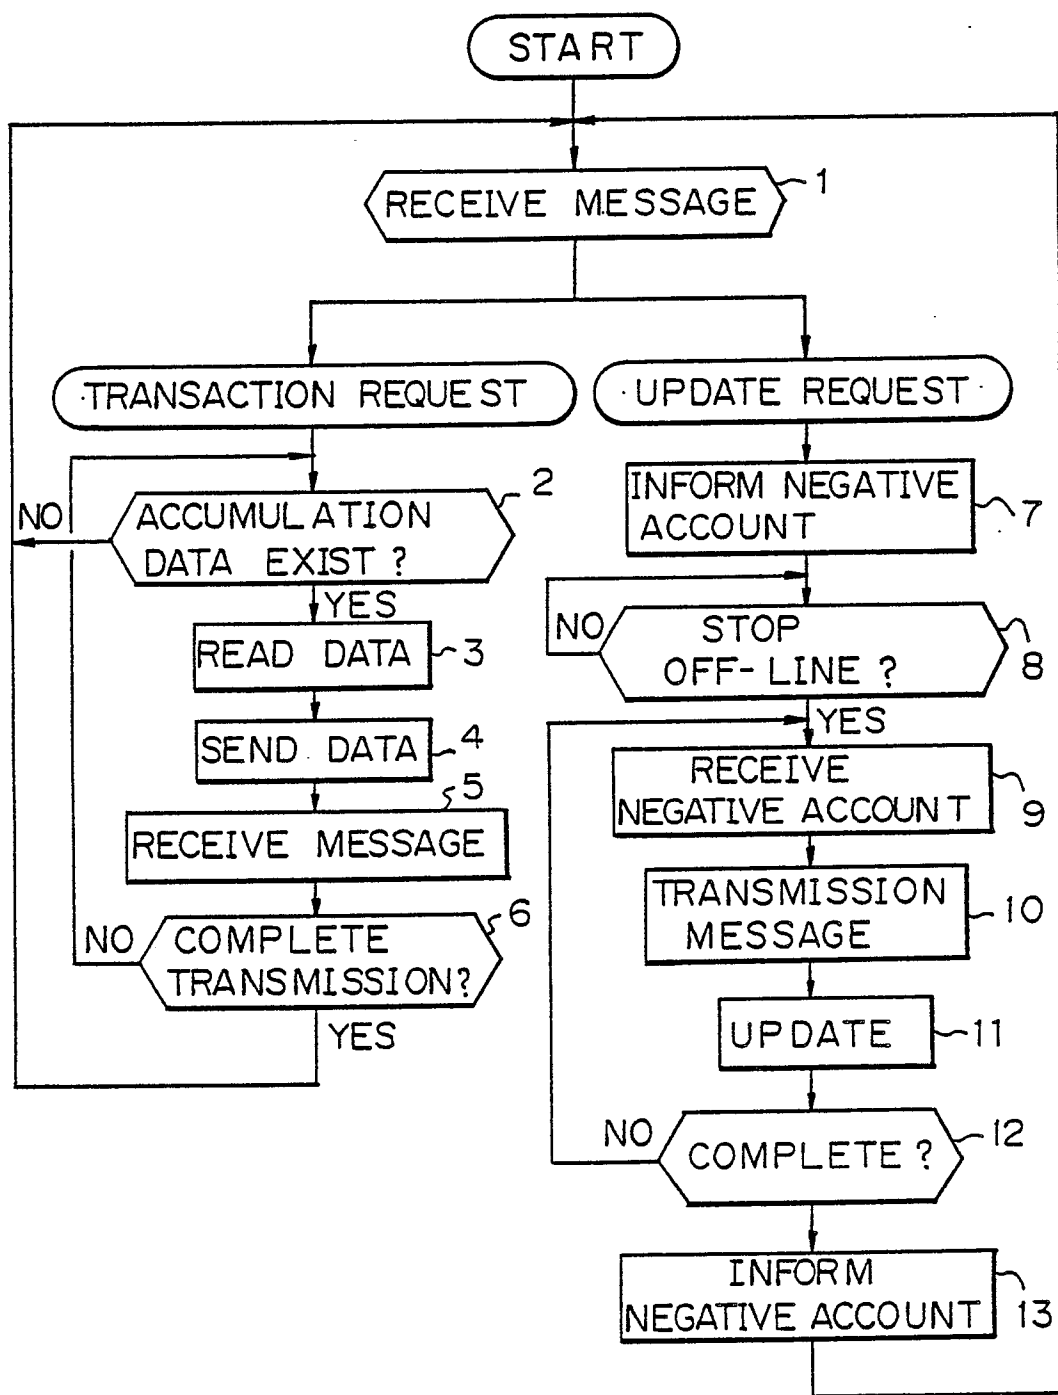 START
RECEIVE MESSAGE
1
TRANSACTION REQUEST
UPDATE REQUEST
NO
ACCUMULATION
DATA EXIST?
2
YES
READ DATA
3
SEND DATA
4
5
RECEIVE MESSAGE
NO
COMPLETE
TRANSMISSION?
6
YES
INFORM NEGATIVE
ACCOUNT
7
NO
STOP
OFF-LINE?
8
YES
RECEIVE
NEGATIVE ACCOUNT
9
TRANSMISSION
MESSAGE
10
UPDATE
11
NO
COMPLETE?
12
INFORM
NEGATIVE ACCOUNT
13